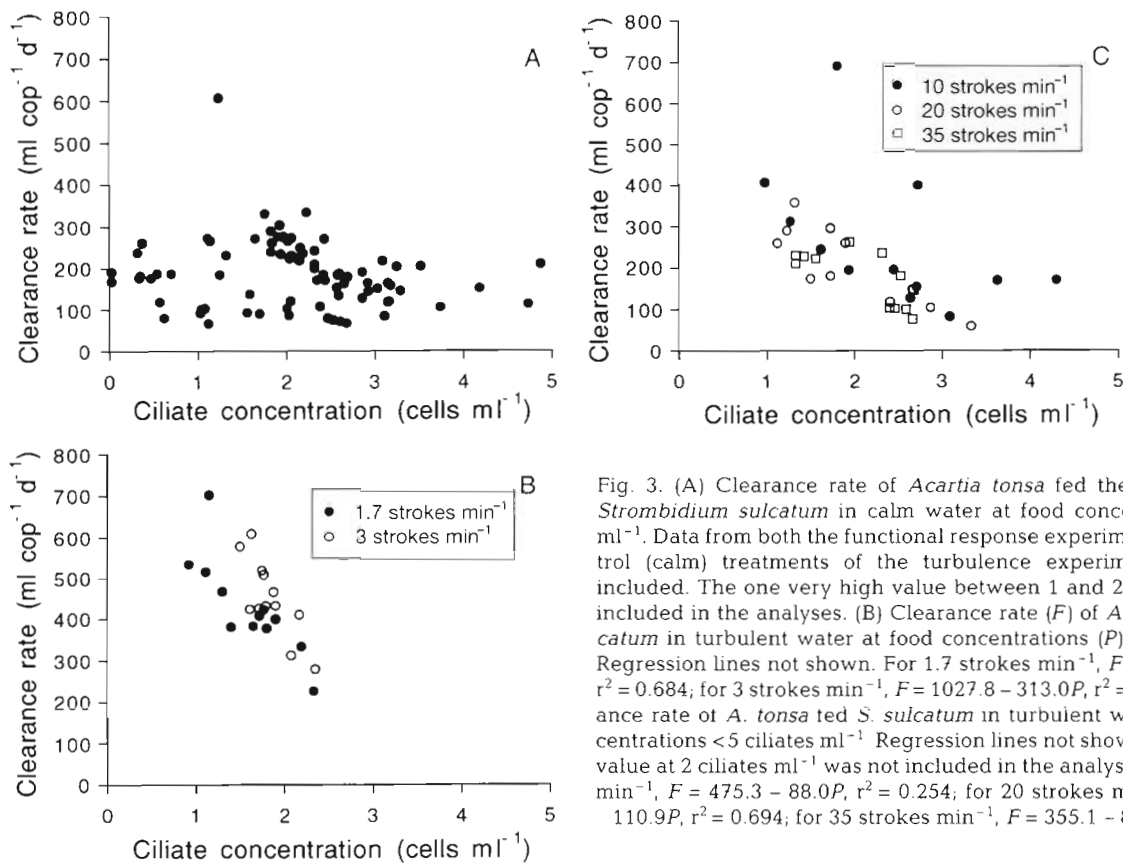 A
800
700
600
500
400
300
200
100
0
Clearance rate (ml cop⁻¹ d⁻¹)
0 1 2 3 4 5
Ciliate concentration (cells ml⁻¹)
C
800
700
600
500
400
300
200
100
0
Clearance rate (ml cop⁻¹ d⁻¹)
10 strokes min⁻¹
20 strokes min⁻¹
35 strokes min⁻¹
0 1 2 3 4 5
Ciliate concentration (cells ml⁻¹)
B
800
700
600
500
400
300
200
100
0
Clearance rate (ml cop⁻¹ d⁻¹)
1.7 strokes min⁻¹
3 strokes min⁻¹
0 1 2 3 4 5
Ciliate concentration (cells ml⁻¹)
Fig. 3. (A) Clearance rate of Acartia tonsa fed the
Strombidium sulcatum in calm water at food conce
ml⁻¹. Data from both the functional response experim
trol (calm) treatments of the turbulence experim
included. The one very high value between 1 and 2
included in the analyses. (B) Clearance rate (F) of A
catum in turbulent water at food concentrations (P)
Regression lines not shown. For 1.7 strokes min⁻¹, F
r² = 0.684; for 3 strokes min⁻¹, F = 1027.8 – 313.0P, r² =
ance rate of A. tonsa fed S. sulcatum in turbulent w
centrations <5 ciliates ml⁻¹ Regression lines not show
value at 2 ciliates ml⁻¹ was not included in the analys
min⁻¹, F = 475.3 – 88.0P, r² = 0.254; for 20 strokes m
110.9P, r² = 0.694; for 35 strokes min⁻¹, F = 355.1 –